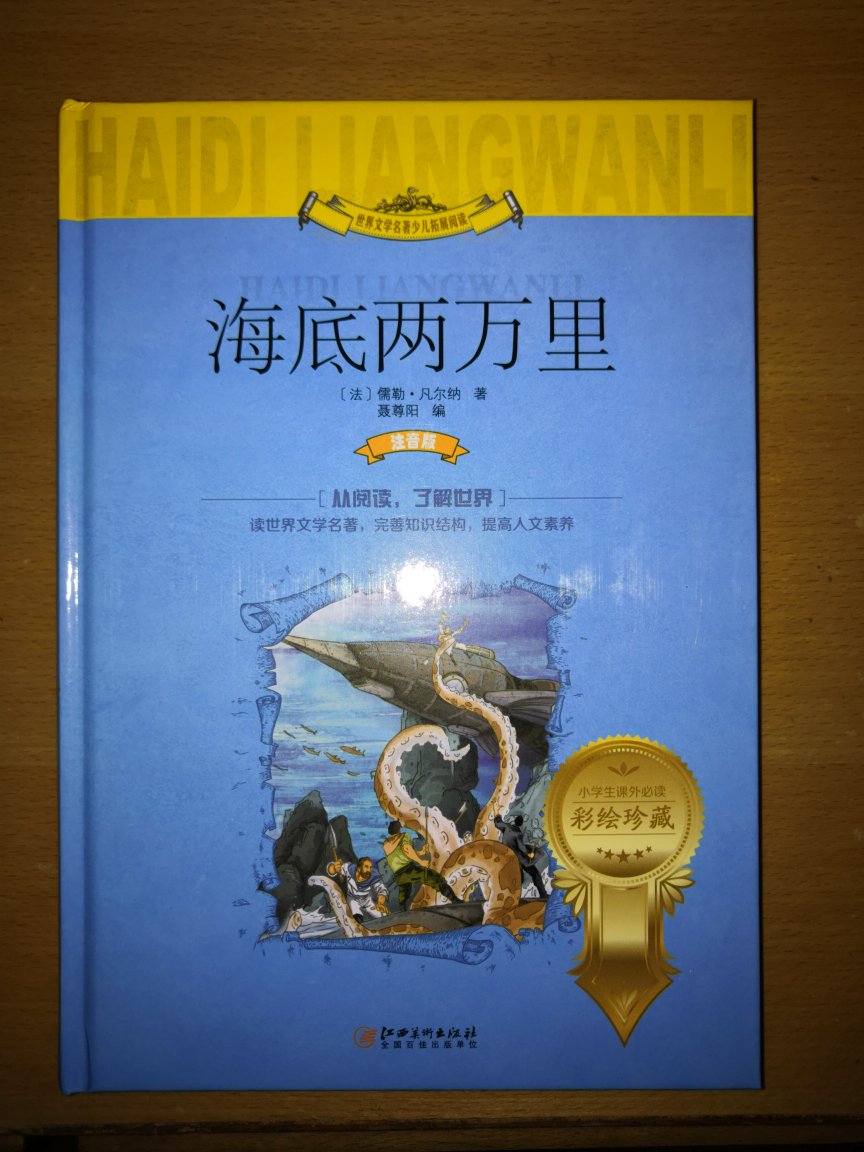 HAIDI LIANGWANLI
世界文学名著少儿拓展阅读
HAIDI LIANGWANLI
海底两万里
〔法〕儒勒·凡尔纳 著
聂尊阳 编
注音版
[从阅读，了解世界]
读世界文学名著，完善知识结构，提高人文素养
小学生课外必读
彩绘珍藏
江西美术出版社
全国百佳出版单位